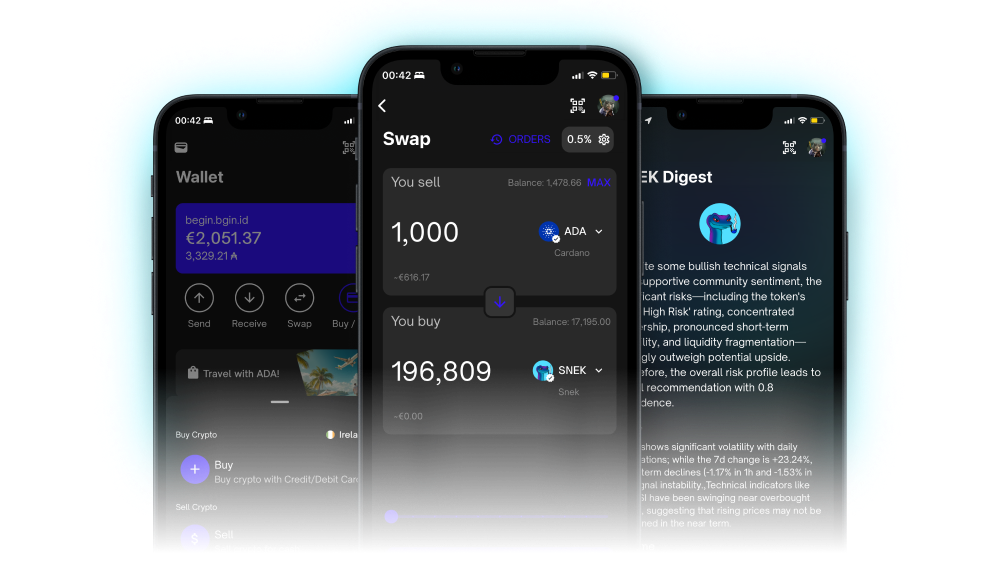 00:42
Wallet
begin.bgin.id
€2,051.37
3,329.21 ₳
Send Receive Swap Buy /
Travel with ADA!
Buy Crypto Irela
Buy
Buy crypto with Credit/Debit Car
Sell Crypto
Sell
00:42
Swap ORDERS 0.5%
You sell Balance: 1,478.66 MAX
1,000 ADA
Cardano
~€616.17
You buy Balance: 17,195.00
196,809 SNEK
Snek
~€0.00
EK Digest
te some bullish technical signals
supportive community sentiment, the
icant risks—including the token's
High Risk' rating, concentrated
ership, pronounced short-term
ility, and liquidity fragmentation—
gly outweigh potential upside.
efore, the overall risk profile leads to
l recommendation with 0.8
dence.
shows significant volatility with daily
ations; while the 7d change is +23.24%,
term declines (-1.17% in 1h and -1.53% in
gnal instability.,Technical Indicators like
SI have been swinging near overbought
, suggesting that rising prices may not be
ned in the near term.